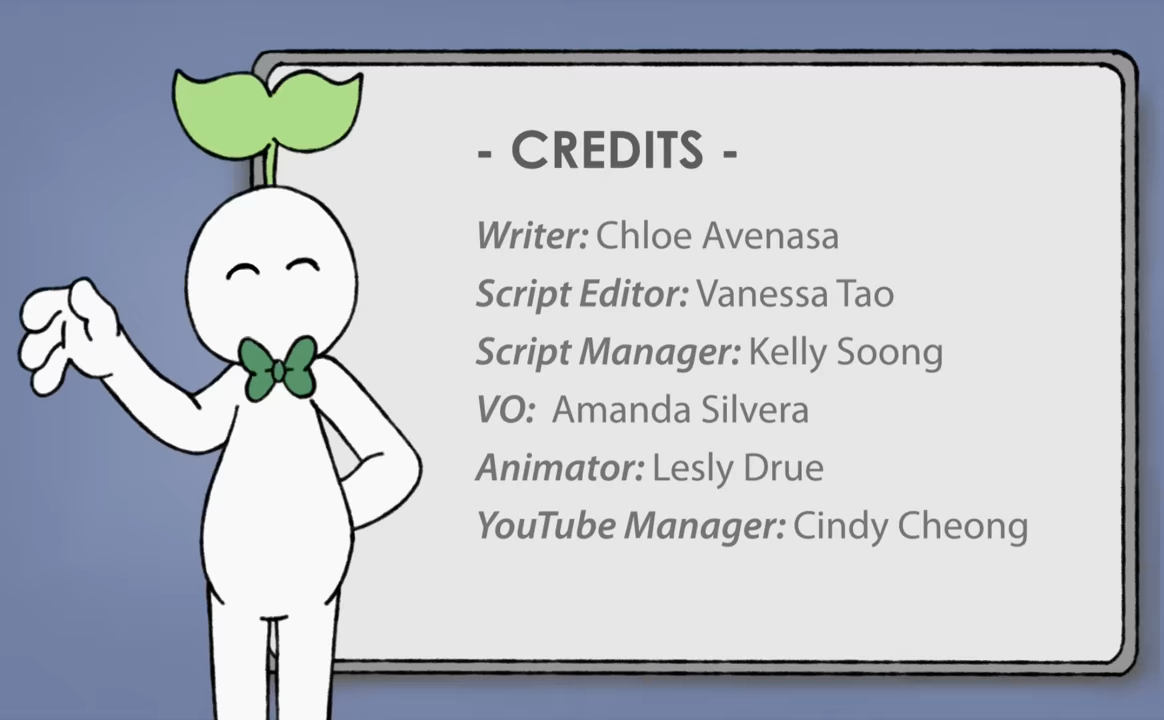 - CREDITS -
Writer: Chloe Avenasa
Script Editor: Vanessa Tao
Script Manager: Kelly Soong
VO: Amanda Silvera
Animator: Lesly Drue
YouTube Manager: Cindy Cheong